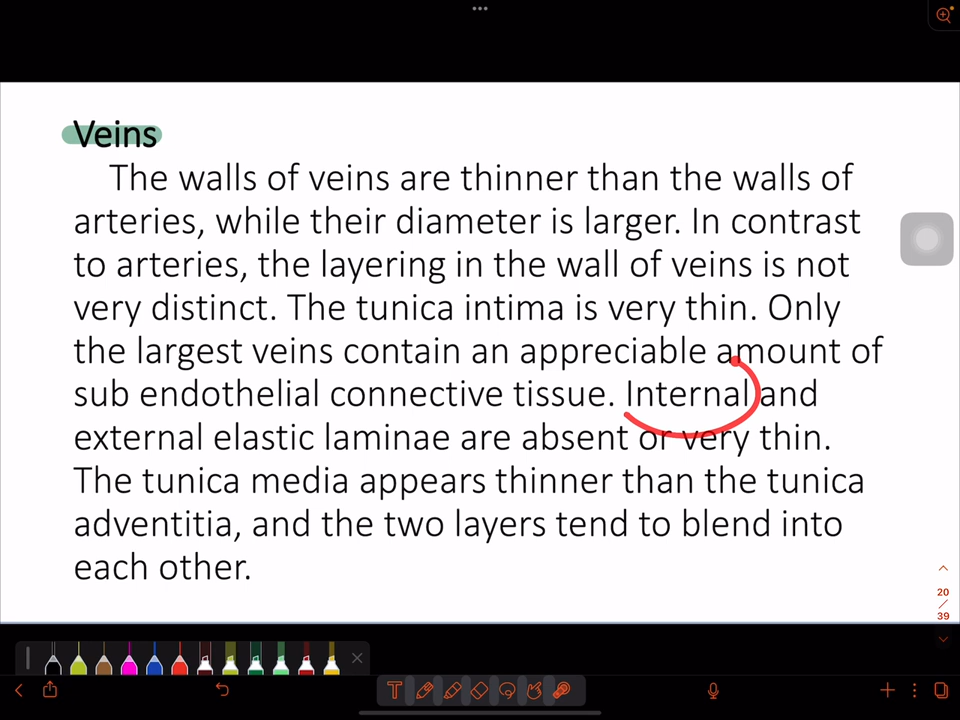 Veins
The walls of veins are thinner than the walls of
arteries, while their diameter is larger. In contrast
to arteries, the layering in the wall of veins is not
very distinct. The tunica intima is very thin. Only
the largest veins contain an appreciable amount of
sub endothelial connective tissue. Internal and
external elastic laminae are absent or very thin.
The tunica media appears thinner than the tunica
adventitia, and the two layers tend to blend into
each other.
20
/
39